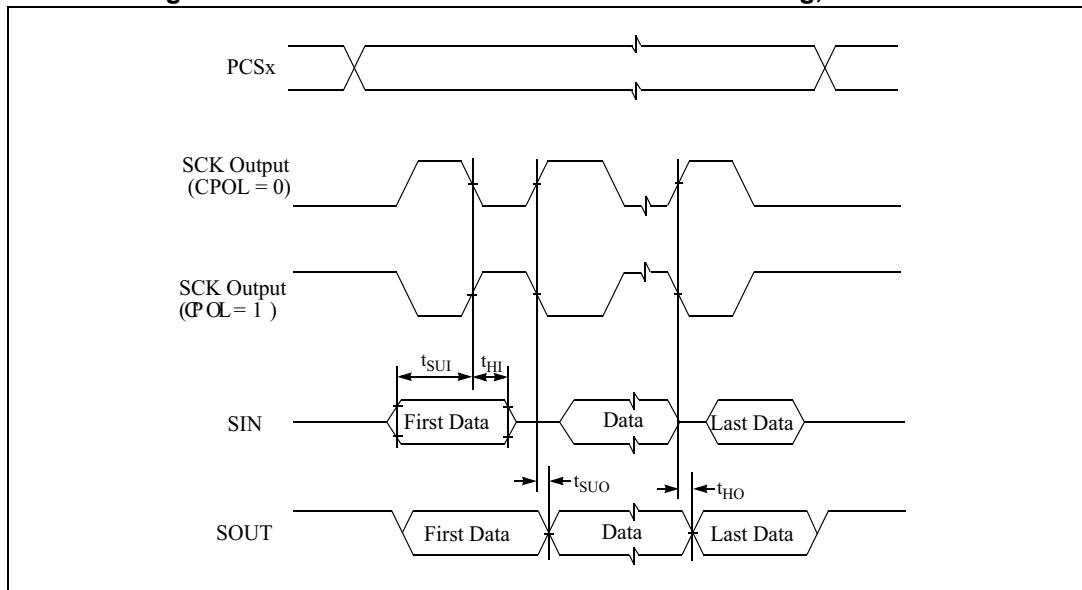 PCSx
SCK Output
(CPOL = 0)
SCK Output
(CPOL = 1 )
tSUI
tHI
SIN
First Data
Data
Last Data
tSUO
tHO
SOUT
First Data
Data
Last Data